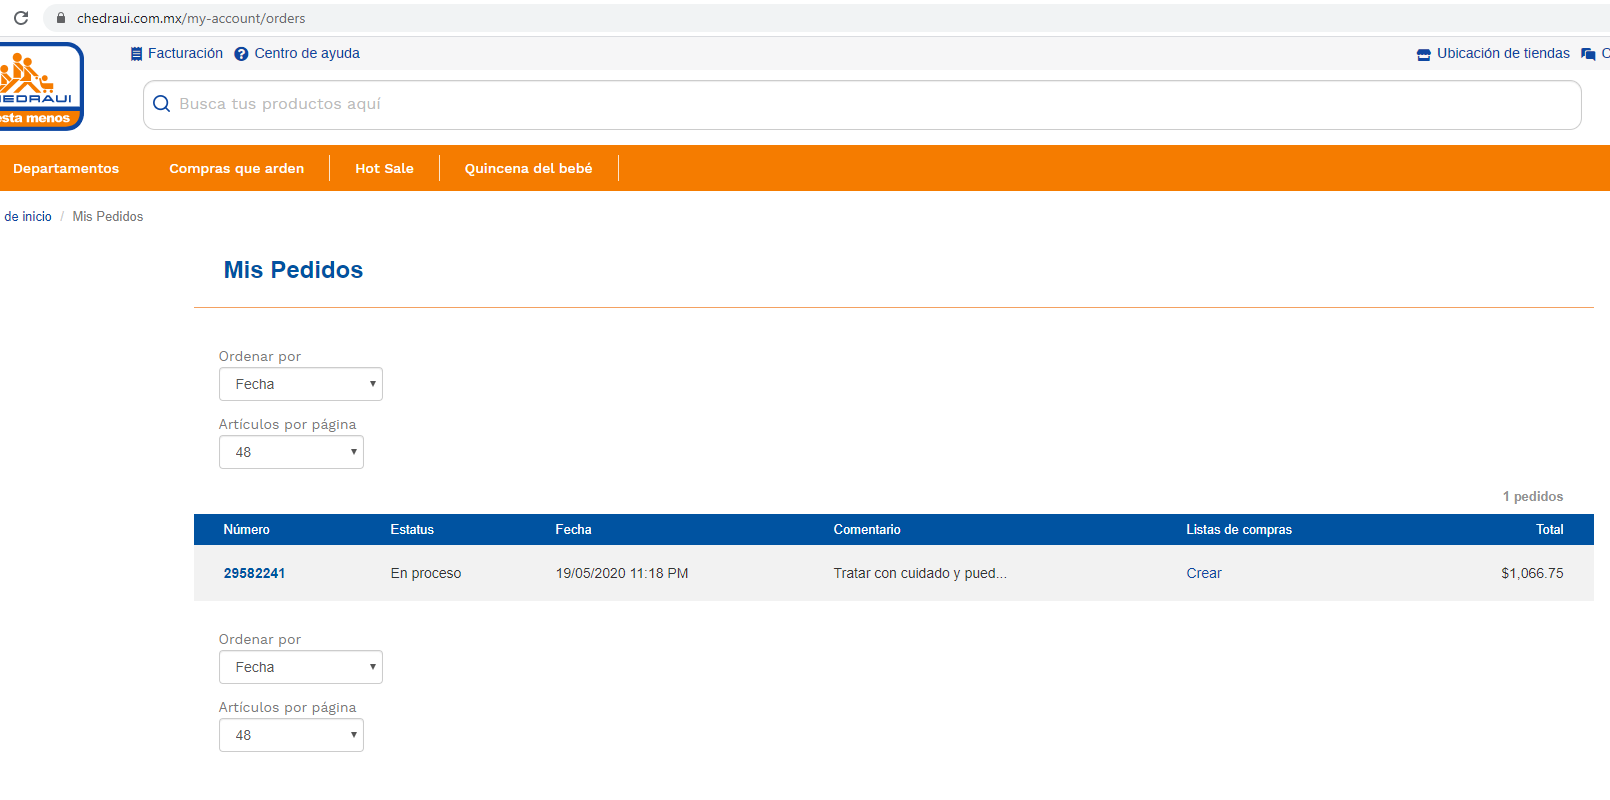 chedraui.com.mx/my-account/orders
Facturación Centro de ayuda Ubicación de tiendas
esta menos
Busca tus productos aquí
Departamentos Compras que arden Hot Sale Quincena del bebé
de inicio / Mis Pedidos
Mis Pedidos
Ordenar por
Fecha
Artículos por página
48
1 pedidos
Número Estatus Fecha Comentario Listas de compras Total
29582241 En proceso 19/05/2020 11:18 PM Tratar con cuidado y pued... Crear $1,066.75
Ordenar por
Fecha
Artículos por página
48